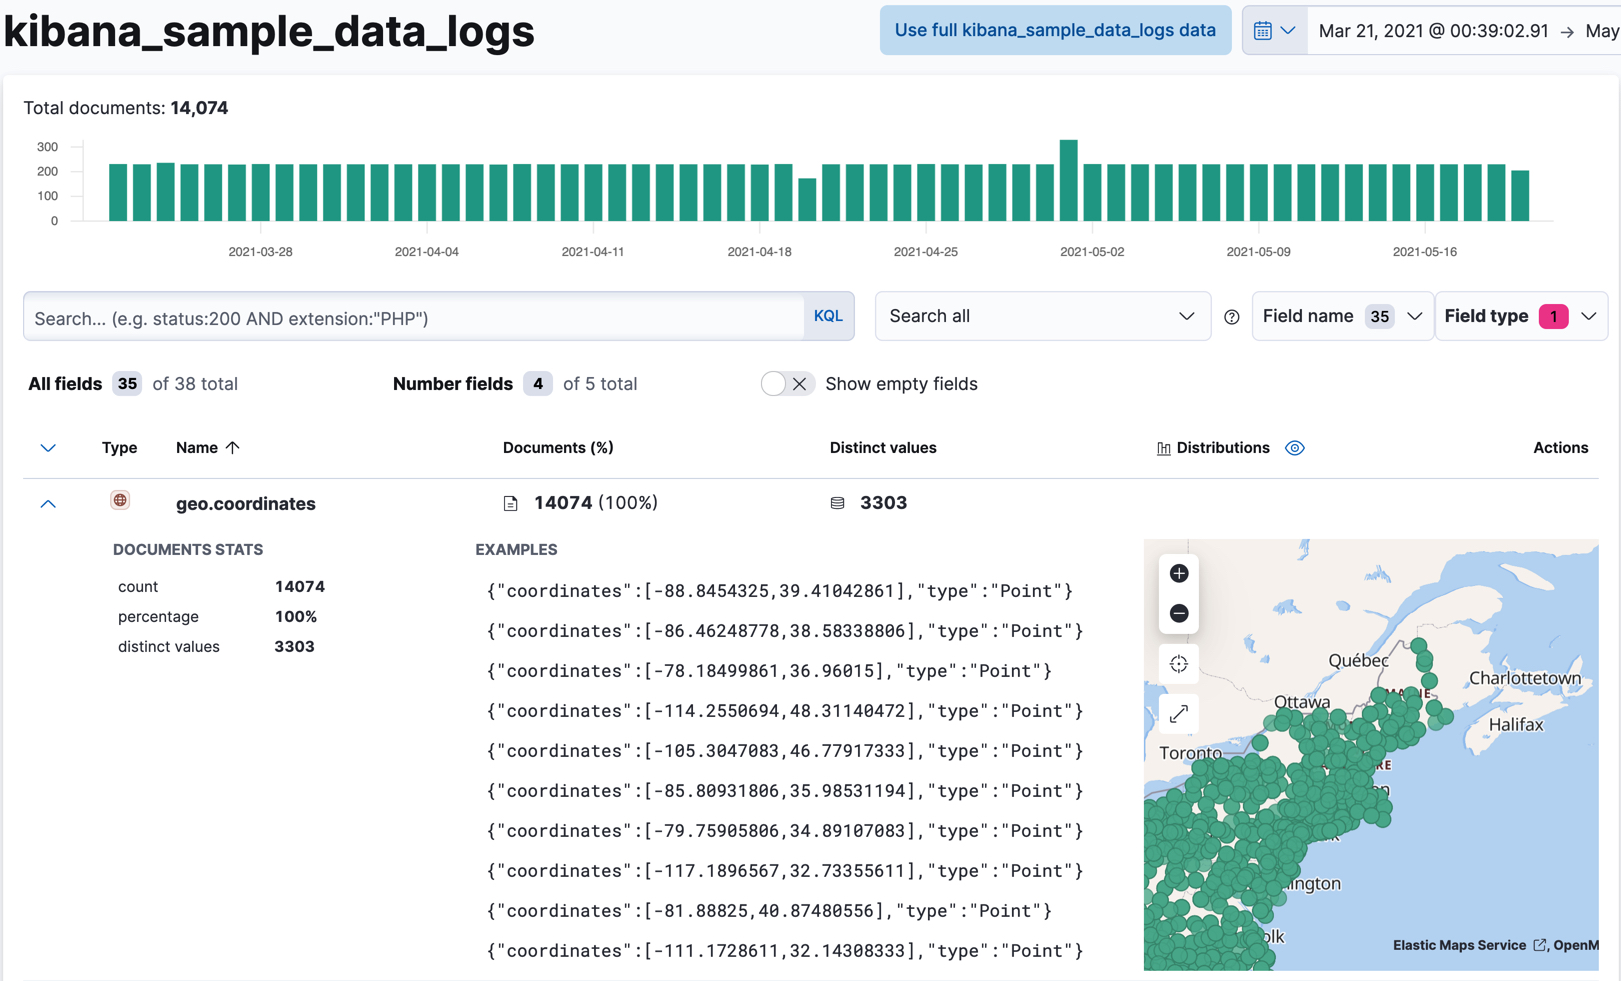 kibana_sample_data_logs
Use full kibana_sample_data_logs data
Mar 21, 2021 @ 00:39:02.91 → May
Total documents: 14,074
300
200
100
0
2021-03-28 2021-04-04 2021-04-11 2021-04-18 2021-04-25 2021-05-02 2021-05-09 2021-05-16
Search... (e.g. status:200 AND extension:"PHP") KQL
Search all
Field name 35
Field type 1
All fields 35 of 38 total
Number fields 4 of 5 total
Show empty fields
Type Name Documents (%) Distinct values Distributions Actions
geo.coordinates 14074 (100%) 3303
DOCUMENTS STATS
count 14074
percentage 100%
distinct values 3303
EXAMPLES
{"coordinates":[-88.8454325,39.41042861],"type":"Point"}
{"coordinates":[-86.46248778,38.58338806],"type":"Point"}
{"coordinates":[-78.18499861,36.96015],"type":"Point"}
{"coordinates":[-114.2550694,48.31140472],"type":"Point"}
{"coordinates":[-105.3047083,46.77917333],"type":"Point"}
{"coordinates":[-85.80931806,35.98531194],"type":"Point"}
{"coordinates":[-79.75905806,34.89107083],"type":"Point"}
{"coordinates":[-117.1896567,32.73355611],"type":"Point"}
{"coordinates":[-81.88825,40.87480556],"type":"Point"}
{"coordinates":[-111.1728611,32.14308333],"type":"Point"}
Québec
Charlottetown
Ottawa
Halifax
Toronto
ington
olk
Elastic Maps Service , OpenM